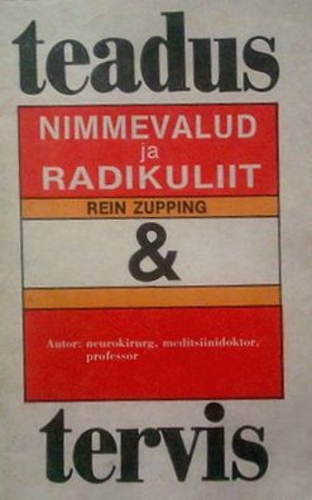 teadus
NIMMEVALUD
ja
RADIKULIIT
REIN ZUPPING
&
Autor: neurokirurg, meditsiinidoktor,
professor
tervis